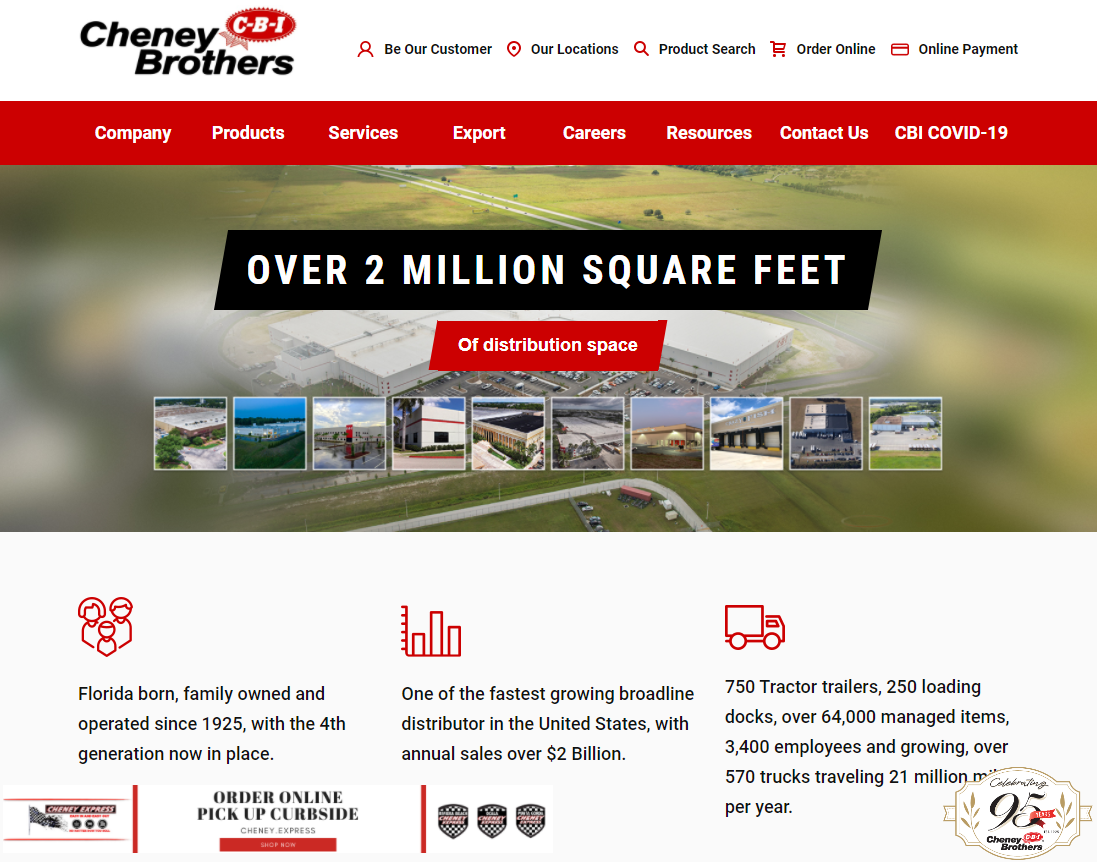 Cheney
C-B-I
Brothers
Be Our Customer
Our Locations
Product Search
Order Online
Online Payment
Company
Products
Services
Export
Careers
Resources
Contact Us
CBI COVID-19
OVER 2 MILLION SQUARE FEET
Of distribution space
Florida born, family owned and
operated since 1925, with the 4th
generation now in place.
One of the fastest growing broadline
distributor in the United States, with
annual sales over $2 Billion.
750 Tractor trailers, 250 loading
docks, over 64,000 managed items,
3,400 employees and growing, over
570 trucks traveling 21 million
per year.
CHENEY EXPRESS
ORDER ONLINE
PICK UP CURBSIDE
CHENEY.EXPRESS
SHOP NOW
Celebrating
95
YEARS
C-B-I
Cheney
Brothers